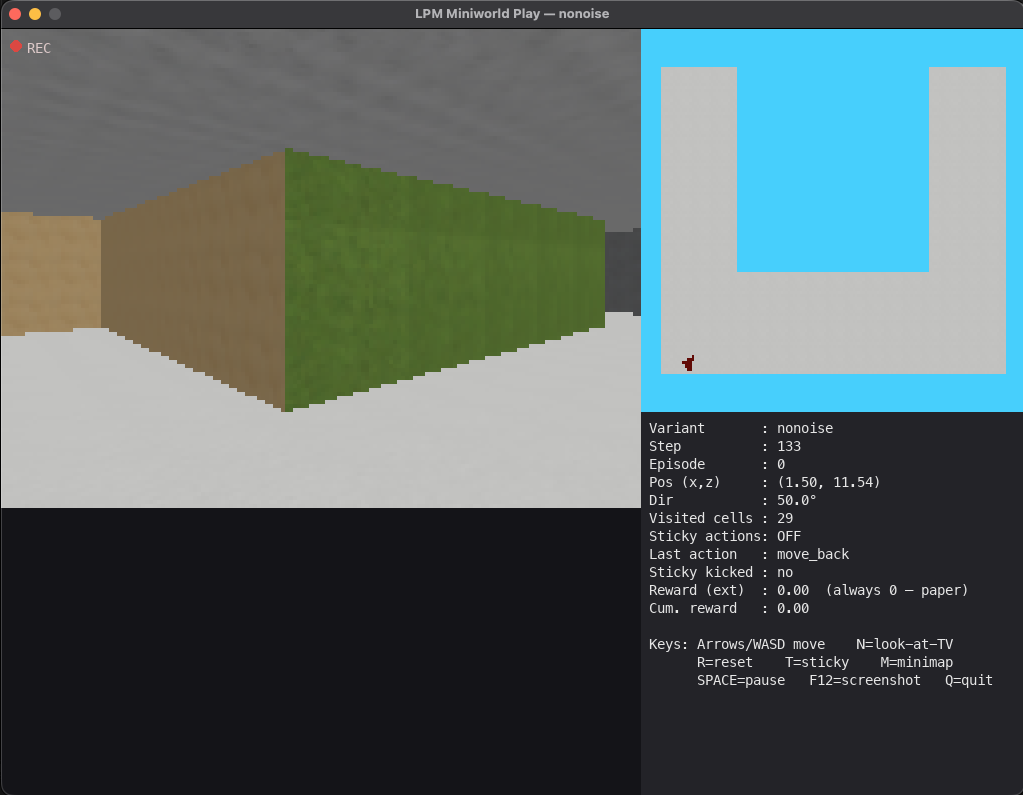 LPM Miniworld Play — nonoise
REC
Variant : nonoise
Step : 133
Episode : 0
Pos (x,z) : (1.50, 11.54)
Dir : 50.0°
Visited cells : 29
Sticky actions: OFF
Last action : move_back
Sticky kicked : no
Reward (ext) : 0.00 (always 0 — paper)
Cum. reward : 0.00
Keys: Arrows/WASD move N=look-at-TV
R=reset T=sticky M=minimap
SPACE=pause F12=screenshot Q=quit